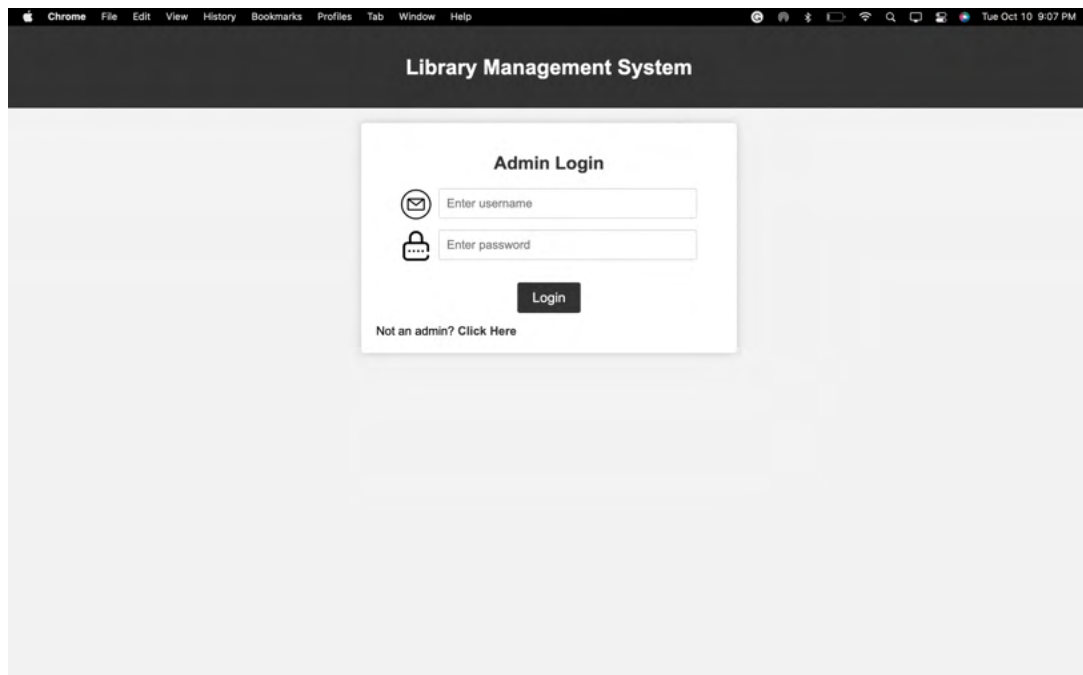 Chrome File Edit View History Bookmarks Profiles Tab Window Help Tue Oct 10 9:07 PM
Library Management System
Admin Login
Enter username
Enter password
Login
Not an admin? Click Here